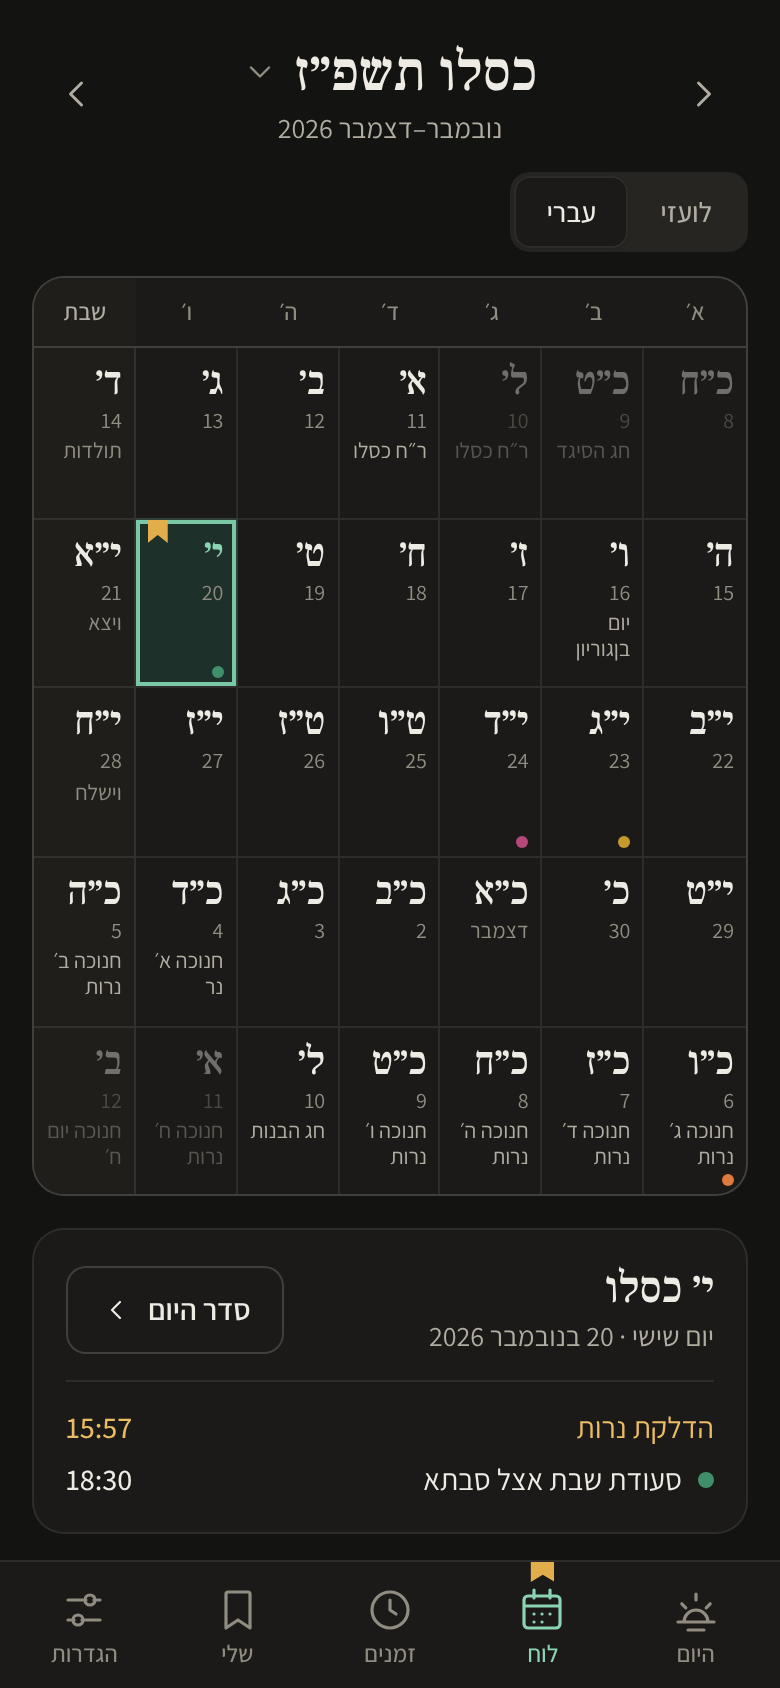 כסלו תשפ״ז
נובמבר–דצמבר 2026
לועזי
עברי
א׳ ב׳ ג׳ ד׳ ה׳ ו׳ שבת
כ״ח כ״ט ל׳ א׳ ב׳ ג׳ ד׳
8 9 10 11 12 13 14
חג הסיגד ר״ח כסלו ר״ח כסלו תולדות
ה׳ ו׳ ז׳ ח׳ ט׳ י׳ י״א
15 16 17 18 19 20 21
יום ויצא
בןגוריון
י״ב י״ג י״ד ט״ו ט״ז י״ז י״ח
22 23 24 25 26 27 28
וישלח
י״ט כ׳ כ״א כ״ב כ״ג כ״ד כ״ה
29 30 דצמבר 2 3 4 5
חנוכה א׳ חנוכה ב׳
נר נרות
כ״ו כ״ז כ״ח כ״ט ל׳ א׳ ב׳
6 7 8 9 10 11 12
חנוכה ג׳ חנוכה ד׳ חנוכה ה׳ חנוכה ו׳ חג הבנות חנוכה ח׳ חנוכה יום
נרות נרות נרות נרות נרות ח׳
י׳ כסלו
יום שישי · 20 בנובמבר 2026
סדר היום
הדלקת נרות 15:57
סעודת שבת אצל סבתא 18:30
היום לוח זמנים שלי הגדרות